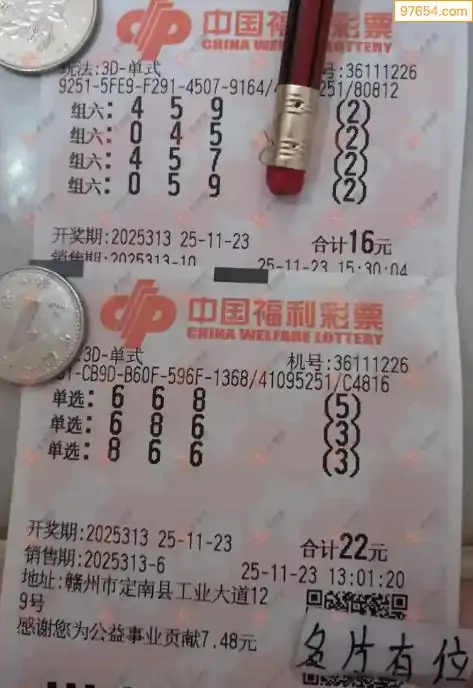 97654.com
中国福利彩票
CHINA WELFARE LOTTERY
玩法:3D-单式 机号:36111226
9251-5FE9-F291-4507-9164/ 251/80812
组六: 4 5 9 (2)
组六: 0 4 5 (2)
组六: 4 5 7 (2)
组六: 0 5 9 (2)
开奖期:2025313 25-11-23 合计16元
销售期:2025313-10 25-11-23 15:30:04
中国福利彩票
CHINA WELFARE LOTTERY
:3D-单式 机号:36111226
-CB9D-B60F-596F-1368/41095251/C4816
单选: 6 6 8 (5)
单选: 6 8 6 (3)
单选: 8 6 6 (3)
开奖期:2025313 25-11-23 合计22元
销售期:2025313-6 25-11-23 13:01:20
地址:赣州市定南县工业大道12
9号
感谢您为公益事业贡献7.48元
名片有位